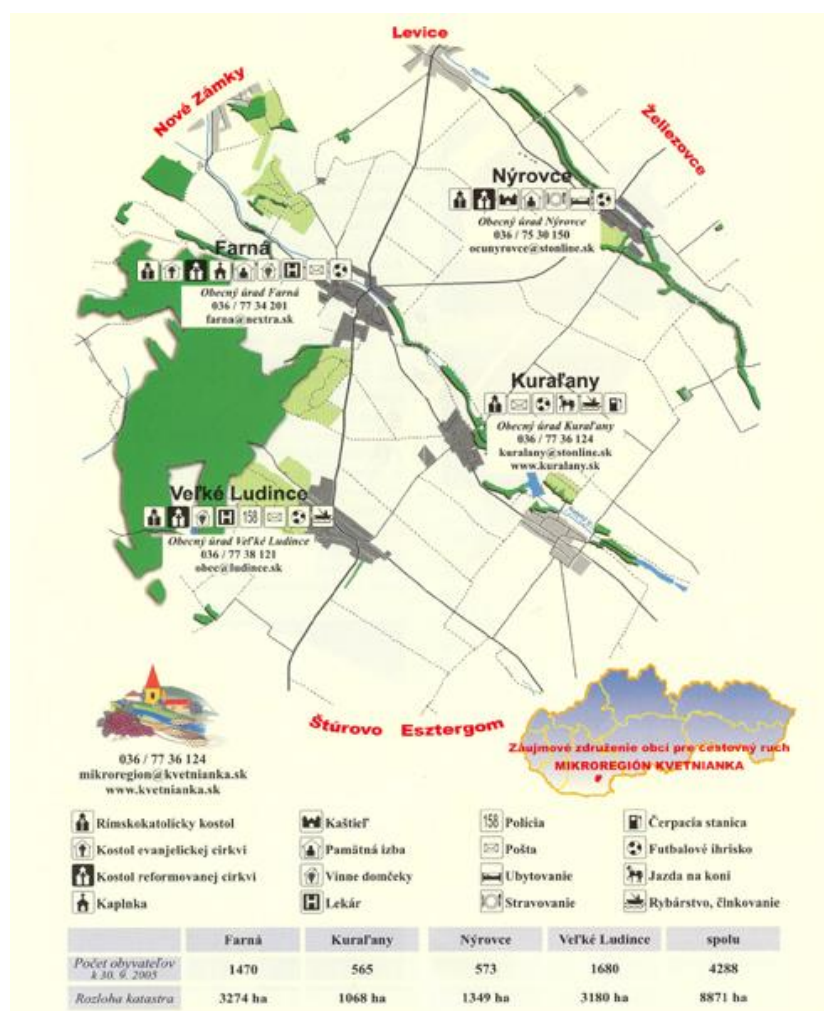 Levice
Nové Zámky
Želiezovce
Nýrovce
Obecný úrad Nýrovce
036 / 75 30 150
ocunyrovce@stonline.sk
Farná
Obecný úrad Farná
036 / 77 34 201
farna@nextra.sk
Kuraľany
Obecný úrad Kuraľany
036 / 77 36 124
kuralany@stonline.sk
www.kuralany.sk
Veľké Ludince
158
Obecný úrad Veľké Ludince
036 / 77 38 121
obec@ludince.sk
Štúrovo Esztergom
036 / 77 36 124
mikroregion@kvetnianka.sk
www.kvetnianka.sk
Záujmové združenie obcí pre cestovný ruch
MIKROREGIÓN KVETNIANKA
Rímskokatolícky kostol
Kostol evanjelickej cirkvi
Kostol reformovanej cirkvi
Kaplnka
Kaštieľ
Pamätná izba
Vínne domčeky
Lekár
158 Polícia
Pošta
Ubytovanie
Stravovanie
Čerpacia stanica
Futbalové ihrisko
Jazda na koni
Rybárstvo, člnkovanie
Farná Kuraľany Nýrovce Veľké Ludince spolu
Počet obyvateľov
k 30. 9. 2005 1470 565 573 1680 4288
Rozloha katastra 3274 ha 1068 ha 1349 ha 3180 ha 8871 ha